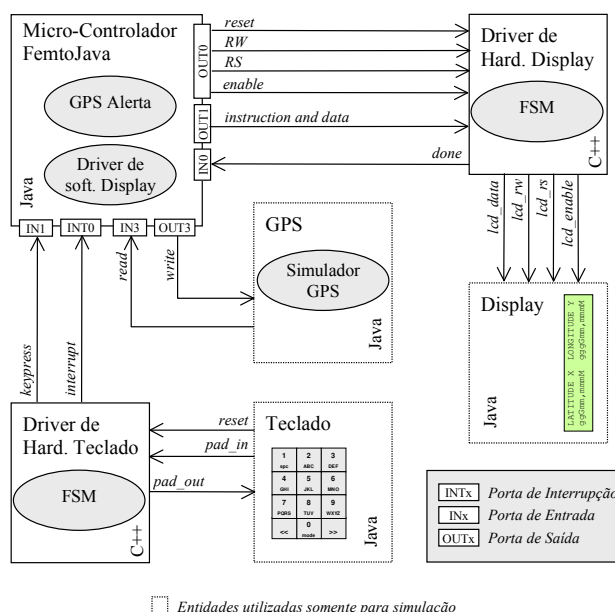 Micro-Controlador
FemtoJava
GPS Alerta
Driver de
soft. Display
Java
OUT0
OUT1
IN0
IN1
INT0
IN3
OUT3
reset
RW
RS
enable
instruction and data
done
Driver de
Hard. Display
FSM
C++
lcd_data
lcd_rw
lcd_rs
lcd_enable
read
write
GPS
Simulador
GPS
Java
Display
Java
LATITUDE X LONGITUDE Y
gggGmm,mmmM gggGmm,mmmM
keypress
interrupt
Driver de
Hard. Teclado
FSM
C++
reset
pad_in
pad_out
Teclado
1 2 3
spc ABC DEF
4 5 6
GHI JKL MNO
7 8 9
PQRS TUV WXYZ
<< 0 >>
mode
Java
INTx Porta de Interrupção
INx Porta de Entrada
OUTx Porta de Saída
Entidades utilizadas somente para simulação